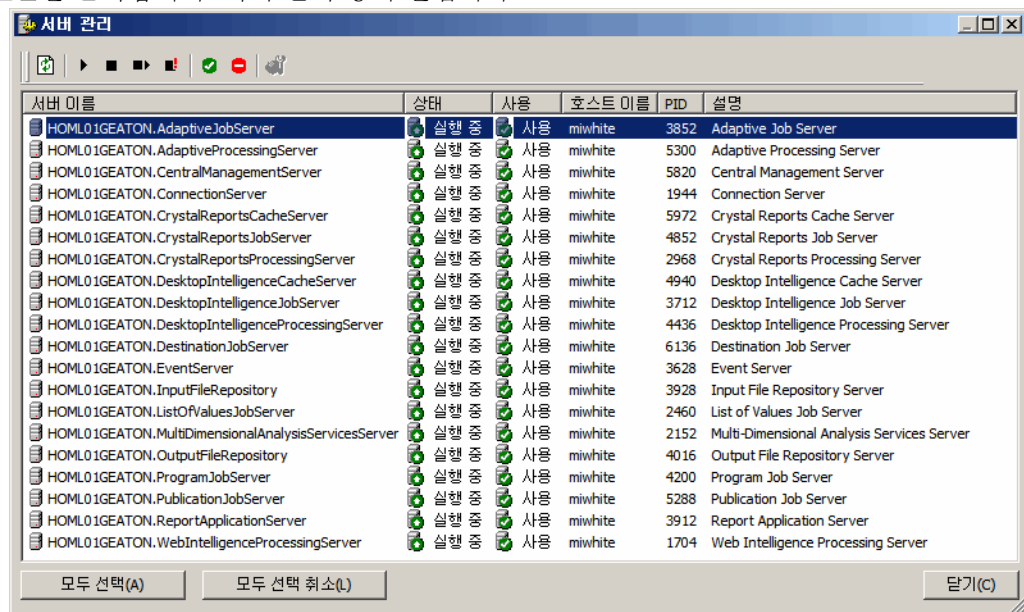 서버 관리
서버 이름 상태 사용 호스트 이름 PID 설명
HOML01GEATON.AdaptiveJobServer 실행 중 사용 miwhite 3852 Adaptive Job Server
HOML01GEATON.AdaptiveProcessingServer 실행 중 사용 miwhite 5300 Adaptive Processing Server
HOML01GEATON.CentralManagementServer 실행 중 사용 miwhite 5820 Central Management Server
HOML01GEATON.ConnectionServer 실행 중 사용 miwhite 1944 Connection Server
HOML01GEATON.CrystalReportsCacheServer 실행 중 사용 miwhite 5972 Crystal Reports Cache Server
HOML01GEATON.CrystalReportsJobServer 실행 중 사용 miwhite 4852 Crystal Reports Job Server
HOML01GEATON.CrystalReportsProcessingServer 실행 중 사용 miwhite 2968 Crystal Reports Processing Server
HOML01GEATON.DesktopIntelligenceCacheServer 실행 중 사용 miwhite 4940 Desktop Intelligence Cache Server
HOML01GEATON.DesktopIntelligenceJobServer 실행 중 사용 miwhite 3712 Desktop Intelligence Job Server
HOML01GEATON.DesktopIntelligenceProcessingServer 실행 중 사용 miwhite 4436 Desktop Intelligence Processing Server
HOML01GEATON.DestinationJobServer 실행 중 사용 miwhite 6136 Destination Job Server
HOML01GEATON.EventServer 실행 중 사용 miwhite 3628 Event Server
HOML01GEATON.InputFileRepository 실행 중 사용 miwhite 3928 Input File Repository Server
HOML01GEATON.ListOfValuesJobServer 실행 중 사용 miwhite 2460 List of Values Job Server
HOML01GEATON.MultiDimensionalAnalysisServicesServer 실행 중 사용 miwhite 2152 Multi-Dimensional Analysis Services Server
HOML01GEATON.OutputFileRepository 실행 중 사용 miwhite 4016 Output File Repository Server
HOML01GEATON.ProgramJobServer 실행 중 사용 miwhite 4200 Program Job Server
HOML01GEATON.PublicationJobServer 실행 중 사용 miwhite 5288 Publication Job Server
HOML01GEATON.ReportApplicationServer 실행 중 사용 miwhite 3912 Report Application Server
HOML01GEATON.WebIntelligenceProcessingServer 실행 중 사용 miwhite 1704 Web Intelligence Processing Server
모두 선택(A) 모두 선택 취소(L) 닫기(C)